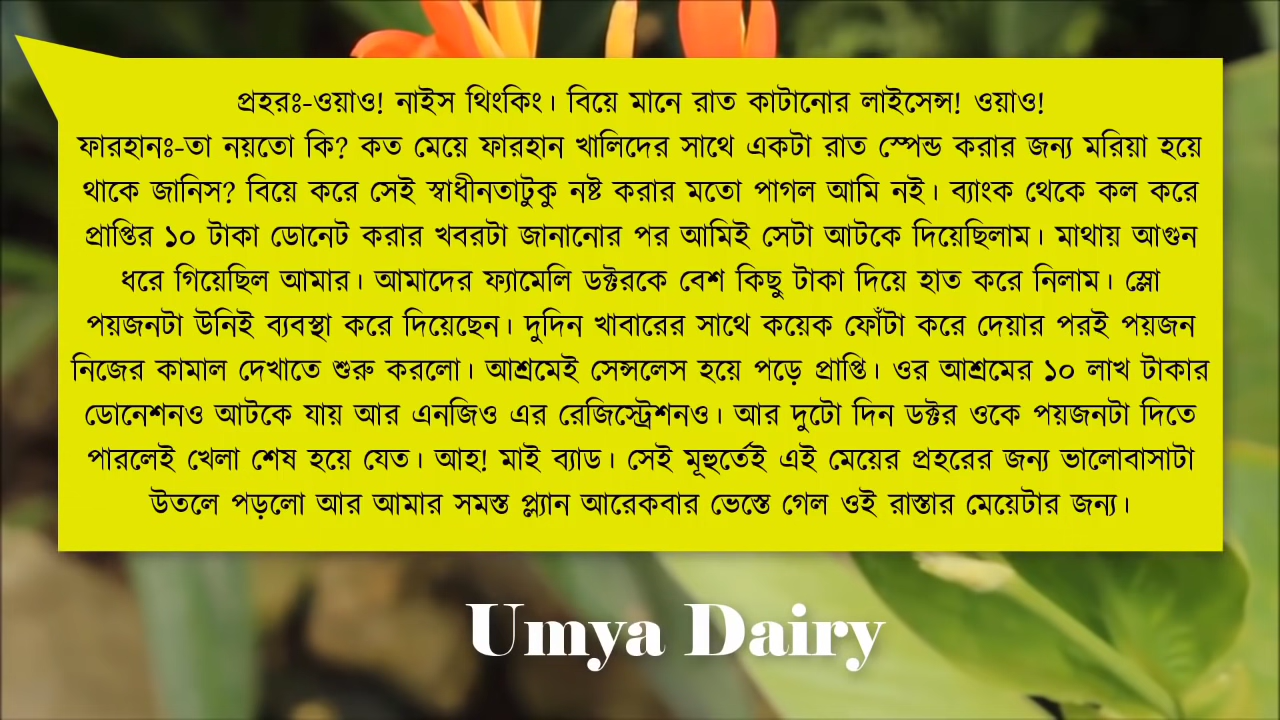 প্রহরঃ-ওয়াও! নাইস থিংকিং। বিয়ে মানে রাত কাটানোর লাইসেন্স! ওয়াও!
ফারহানঃ-তা নয়তো কি? কত মেয়ে ফারহান খালিদের সাথে একটা রাত স্পেন্ড করার জন্য মরিয়া হয়ে
থাকে জানিস? বিয়ে করে সেই স্বাধীনতাটুকু নষ্ট করার মতো পাগল আমি নই। ব্যাংক থেকে কল করে
প্রাপ্তির ১০ টাকা ডোনেট করার খবরটা জানানোর পর আমিই সেটা আটকে দিয়েছিলাম। মাথায় আগুন
ধরে গিয়েছিল আমার। আমাদের ফ্যামেলি ডক্টরকে বেশ কিছু টাকা দিয়ে হাত করে নিলাম। স্লো
পয়জনটা উনিই ব্যবস্থা করে দিয়েছেন। দুদিন খাবারের সাথে কয়েক ফোঁটা করে দেয়ার পরই পয়জন
নিজের কামাল দেখাতে শুরু করলো। আশ্রমেই সেন্সলেস হয়ে পড়ে প্রাপ্তি। ওর আশ্রমের ১০ লাখ টাকার
ডোনেশনও আটকে যায় আর এনজিও এর রেজিস্ট্রেশনও। আর দুটো দিন ডক্টর ওকে পয়জনটা দিতে
পারলেই খেলা শেষ হয়ে যেত। আহ! মাই ব্যাড। সেই মূহুর্তেই এই মেয়ের প্রহরের জন্য ভালোবাসাটা
উতলে পড়লো আর আমার সমস্ত প্ল্যান আরেকবার ভেস্তে গেল ওই রাস্তার মেয়েটার জন্য।
Umya Dairy